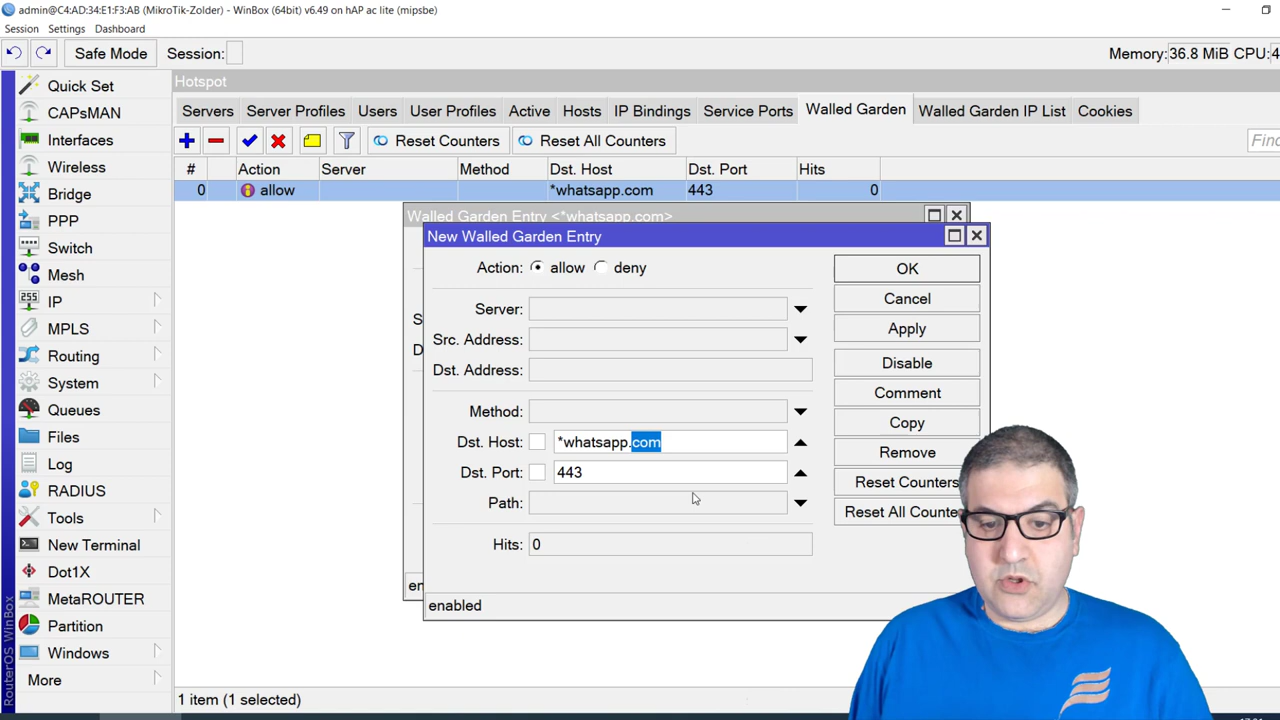 admin@C4:AD:34:E1:F3:AB (MikroTik-Zolder) - WinBox (64bit) v6.49 on hAP ac lite (mipsbe)
Session Settings Dashboard
Safe Mode Session: Memory: 36.8 MiB CPU: 4
Quick Set
CAPsMAN
Interfaces
Wireless
Bridge
PPP
Switch
Mesh
255
IP
MPLS
Routing
System
Queues
Files
Log
RADIUS
Tools
New Terminal
Dot1X
MetaROUTER
Partition
Windows
More
RouterOS WinBox
Hotspot
Servers Server Profiles Users User Profiles Active Hosts IP Bindings Service Ports Walled Garden Walled Garden IP List Cookies
Reset Counters Reset All Counters Find
# Action Server Method Dst. Host Dst. Port Hits
0 allow *whatsapp.com 443 0
Walled Garden Entry <*whatsapp.com>
S
D
en
New Walled Garden Entry
Action: allow deny
Server:
Src. Address:
Dst. Address:
Method:
Dst. Host: *whatsapp.com
Dst. Port: 443
Path:
Hits: 0
enabled
OK
Cancel
Apply
Disable
Comment
Copy
Remove
Reset Counters
Reset All Counte
1 item (1 selected)